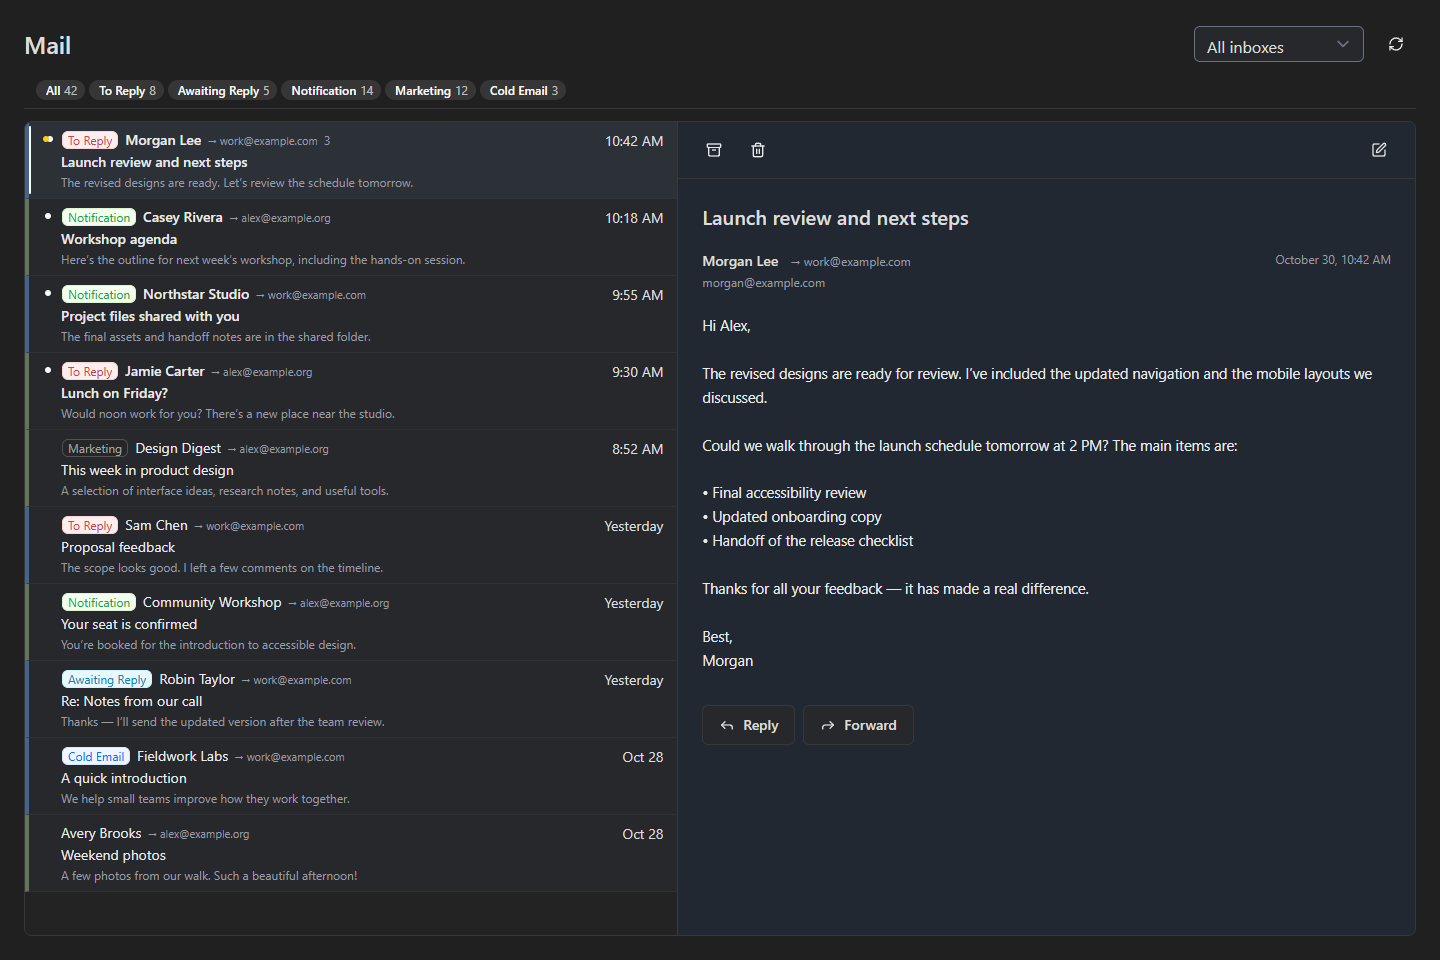 Mail
All inboxes
All 42 To Reply 8 Awaiting Reply 5 Notification 14 Marketing 12 Cold Email 3
To Reply Morgan Lee → work@example.com 3 10:42 AM
Launch review and next steps
The revised designs are ready. Let's review the schedule tomorrow.
Notification Casey Rivera → alex@example.org 10:18 AM
Workshop agenda
Here's the outline for next week's workshop, including the hands-on session.
Notification Northstar Studio → work@example.com 9:55 AM
Project files shared with you
The final assets and handoff notes are in the shared folder.
To Reply Jamie Carter → alex@example.org 9:30 AM
Lunch on Friday?
Would noon work for you? There's a new place near the studio.
Marketing Design Digest → alex@example.org 8:52 AM
This week in product design
A selection of interface ideas, research notes, and useful tools.
To Reply Sam Chen → work@example.com Yesterday
Proposal feedback
The scope looks good. I left a few comments on the timeline.
Notification Community Workshop → alex@example.org Yesterday
Your seat is confirmed
You're booked for the introduction to accessible design.
Awaiting Reply Robin Taylor → work@example.com Yesterday
Re: Notes from our call
Thanks — I'll send the updated version after the team review.
Cold Email Fieldwork Labs → work@example.com Oct 28
A quick introduction
We help small teams improve how they work together.
Avery Brooks → alex@example.org Oct 28
Weekend photos
A few photos from our walk. Such a beautiful afternoon!
Launch review and next steps
Morgan Lee → work@example.com October 30, 10:42 AM
morgan@example.com
Hi Alex,
The revised designs are ready for review. I've included the updated navigation and the mobile layouts we
discussed.
Could we walk through the launch schedule tomorrow at 2 PM? The main items are:
• Final accessibility review
• Updated onboarding copy
• Handoff of the release checklist
Thanks for all your feedback — it has made a real difference.
Best,
Morgan
Reply Forward